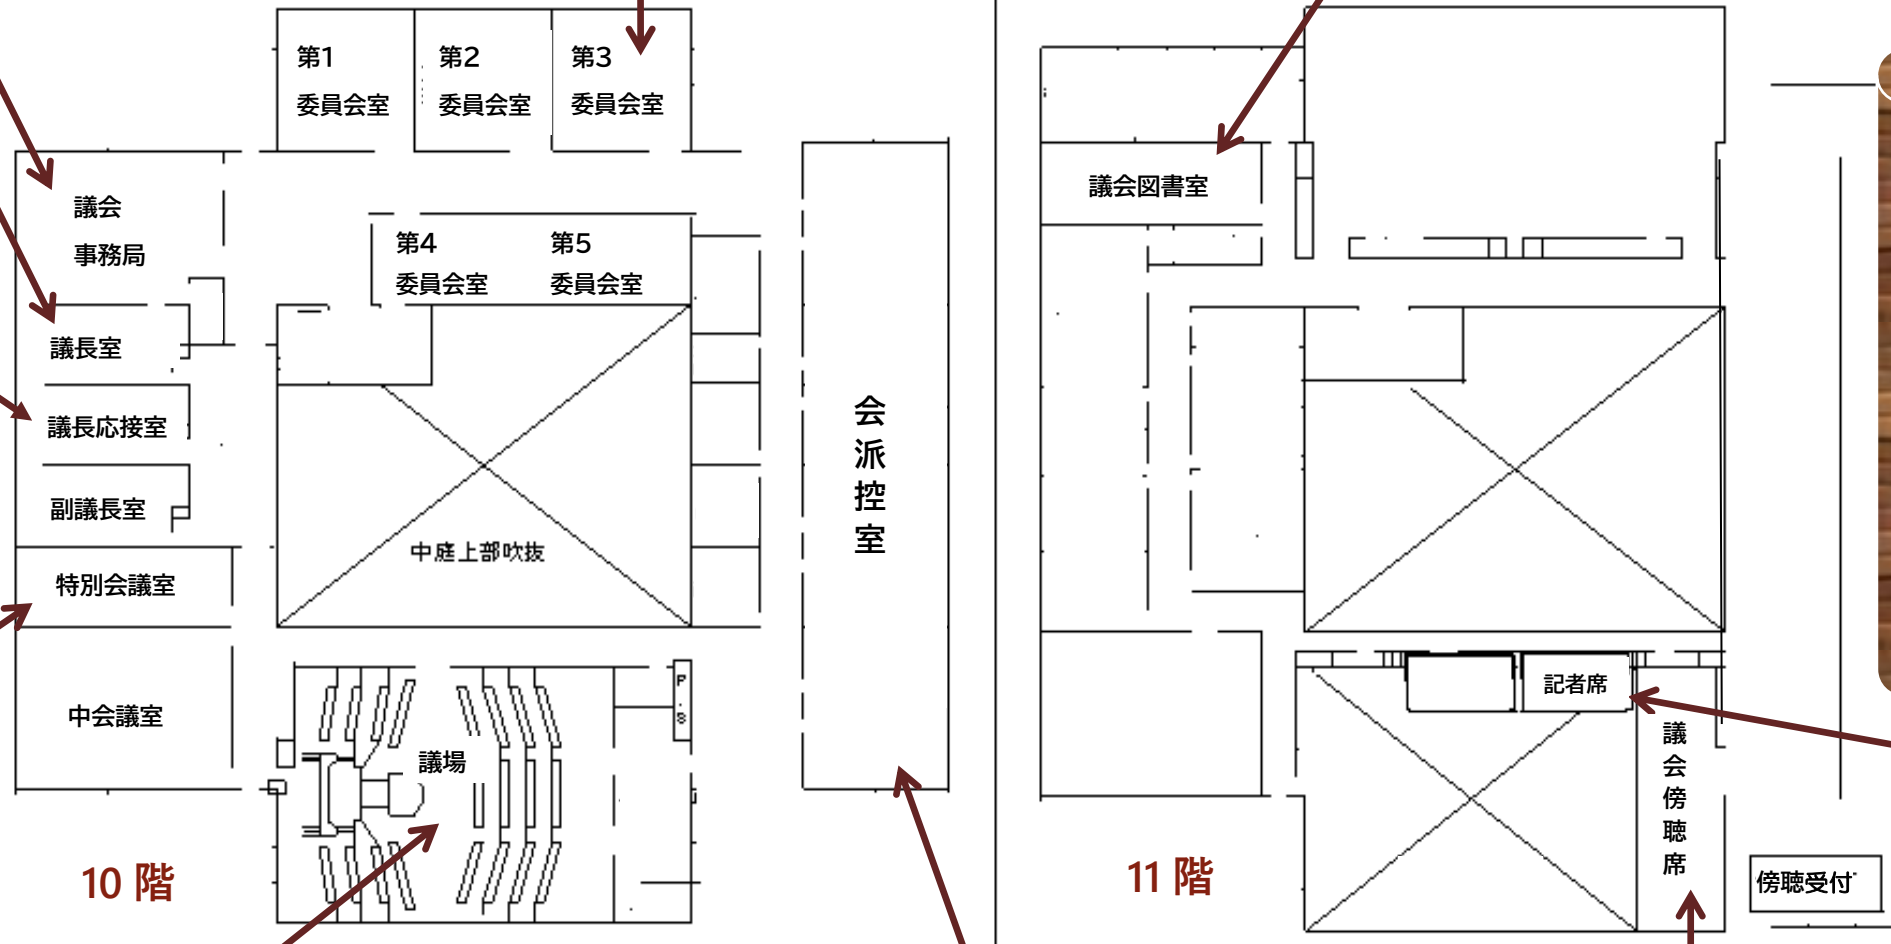 第1
委員会室
第2
委員会室
第3
委員会室
議会
事務局
第4
委員会室
第5
委員会室
議長室
議長応接室
副議長室
特別会議室
中会議室
中庭上部吹抜
会派控室
議場
P.S
10 階
議会図書室
記者席
議会傍聴席
傍聴受付
11 階